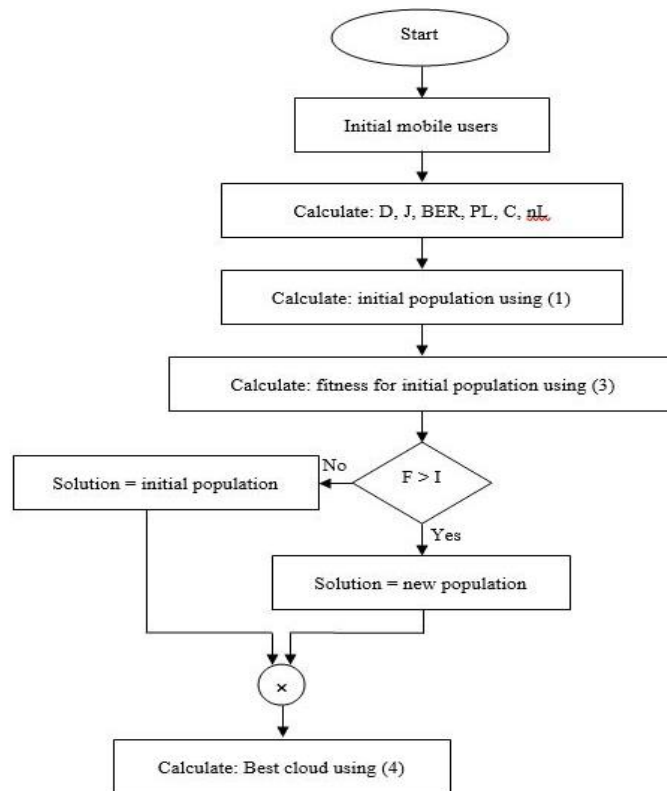 Start
Initial mobile users
Calculate: D, J, BER, PL, C, nL
Calculate: initial population using (1)
Calculate: fitness for initial population using (3)
F > I
No
Solution = initial population
Yes
Solution = new population
×
Calculate: Best cloud using (4)